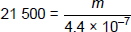 21 500 = m / 4.4 × 10⁻⁷